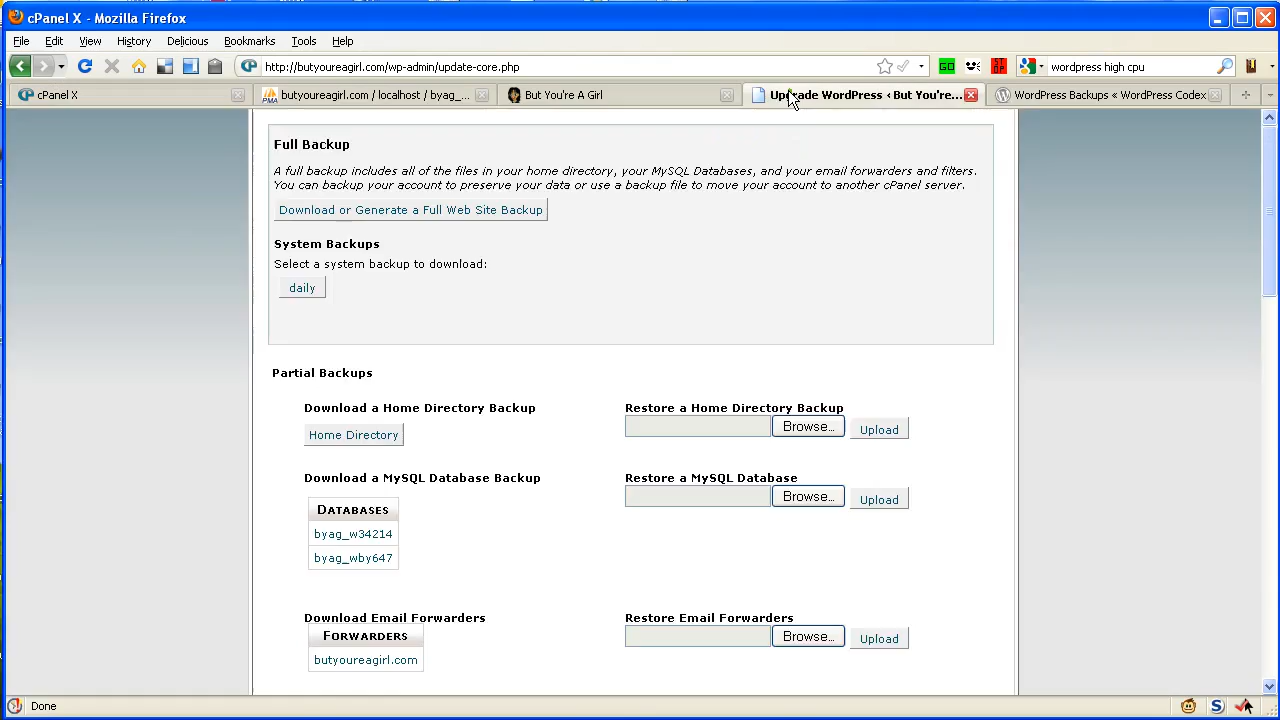 cPanel X - Mozilla Firefox
File Edit View History Delicious Bookmarks Tools Help
http://butyoureagirl.com/wp-admin/update-core.php
GO
STOP
wordpress high cpu
cPanel X
PMA
butyoureagirl.com / localhost / byag_...
But You're A Girl
Upgrade WordPress ‹ But You're...
WordPress Backups « WordPress Codex
Full Backup
A full backup includes all of the files in your home directory, your MySQL Databases, and your email forwarders and filters.
You can backup your account to preserve your data or use a backup file to move your account to another cPanel server.
Download or Generate a Full Web Site Backup
System Backups
Select a system backup to download:
daily
Partial Backups
Download a Home Directory Backup
Restore a Home Directory Backup
Home Directory
Browse...
Upload
Download a MySQL Database Backup
Restore a MySQL Database
Browse...
Upload
DATABASES
byag_w34214
byag_wby647
Download Email Forwarders
Restore Email Forwarders
FORWARDERS
Browse...
Upload
butyoureagirl.com
Done